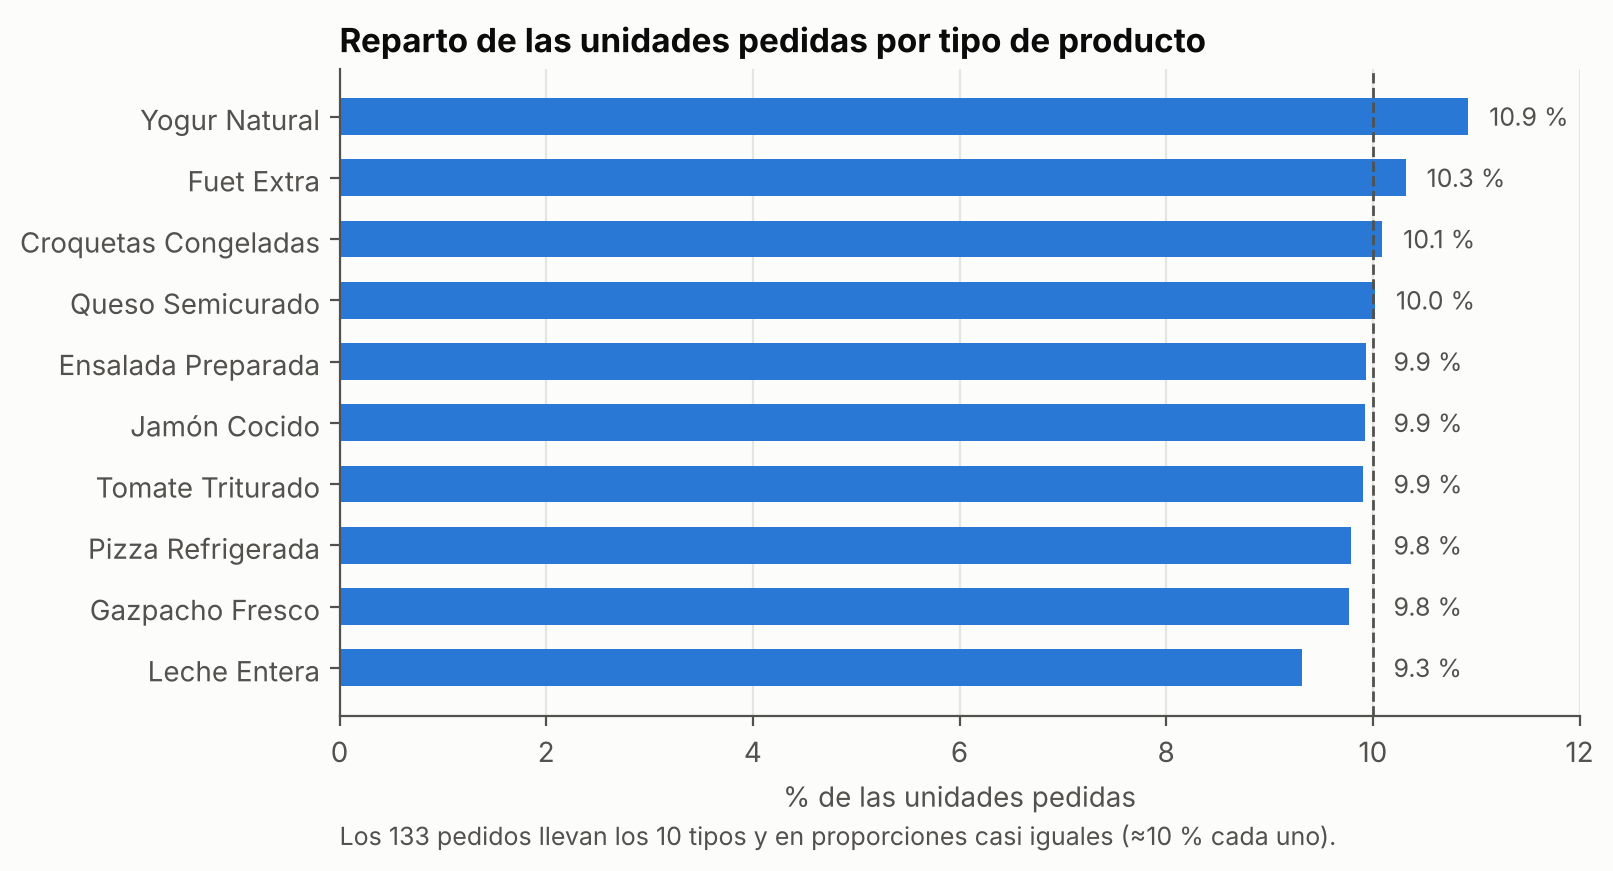 Reparto de las unidades pedidas por tipo de producto
Yogur Natural 10.9 %
Fuet Extra 10.3 %
Croquetas Congeladas 10.1 %
Queso Semicurado 10.0 %
Ensalada Preparada 9.9 %
Jamón Cocido 9.9 %
Tomate Triturado 9.9 %
Pizza Refrigerada 9.8 %
Gazpacho Fresco 9.8 %
Leche Entera 9.3 %
0 2 4 6 8 10 12
% de las unidades pedidas
Los 133 pedidos llevan los 10 tipos y en proporciones casi iguales (≈10 % cada uno).